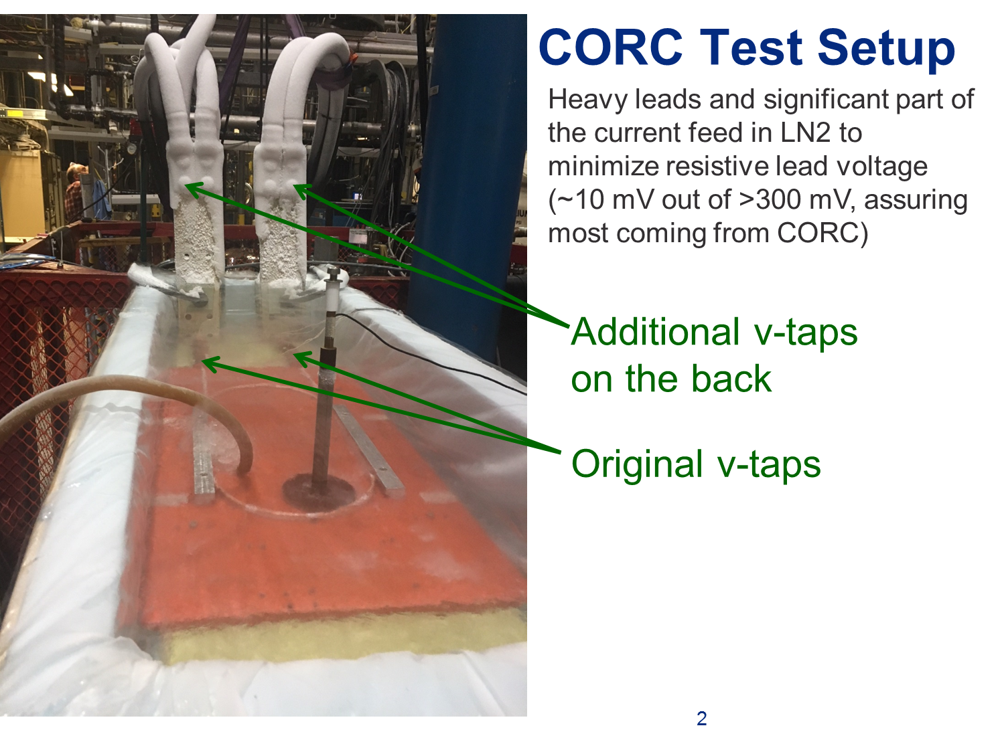 CORC Test Setup
Heavy leads and significant part of
the current feed in LN2 to
minimize resistive lead voltage
(~10 mV out of >300 mV, assuring
most coming from CORC)
Additional v-taps
on the back
Original v-taps
2